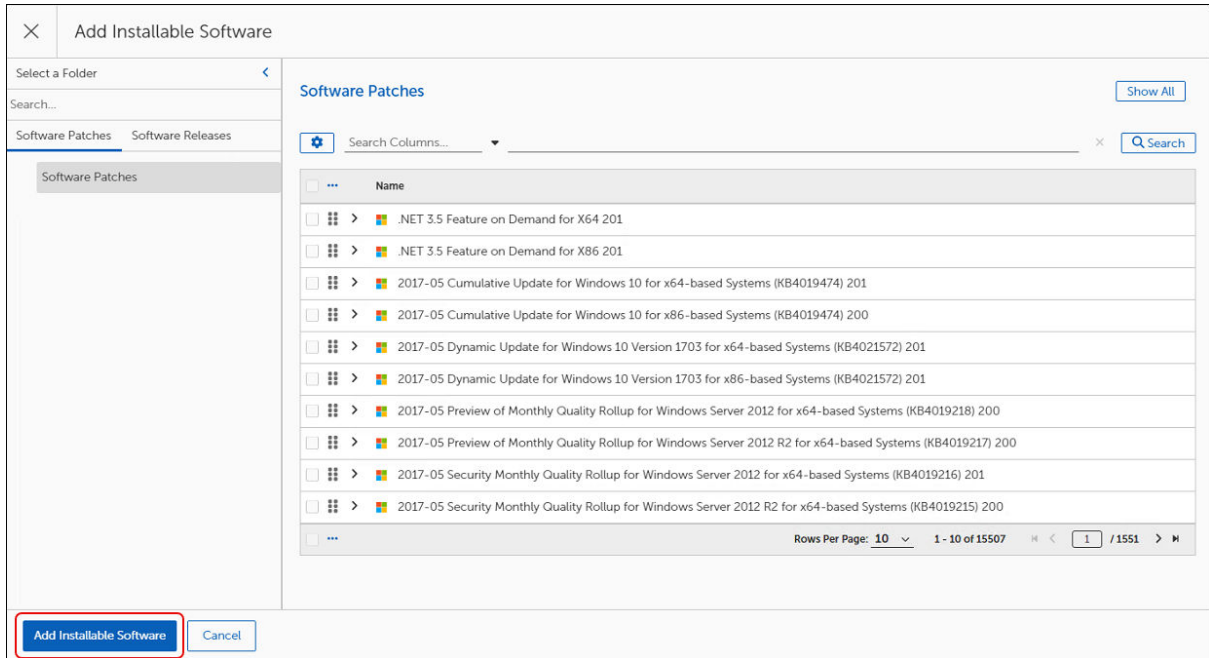 Add Installable Software
Select a Folder
Search...
Software Patches Software Releases
Software Patches
Software Patches
Show All
Search Columns...
Search
Name
.NET 3.5 Feature on Demand for X64 201
.NET 3.5 Feature on Demand for X86 201
2017-05 Cumulative Update for Windows 10 for x64-based Systems (KB4019474) 201
2017-05 Cumulative Update for Windows 10 for x86-based Systems (KB4019474) 200
2017-05 Dynamic Update for Windows 10 Version 1703 for x64-based Systems (KB4021572) 201
2017-05 Dynamic Update for Windows 10 Version 1703 for x86-based Systems (KB4021572) 201
2017-05 Preview of Monthly Quality Rollup for Windows Server 2012 for x64-based Systems (KB4019218) 200
2017-05 Preview of Monthly Quality Rollup for Windows Server 2012 R2 for x64-based Systems (KB4019217) 200
2017-05 Security Monthly Quality Rollup for Windows Server 2012 for x64-based Systems (KB4019216) 201
2017-05 Security Monthly Quality Rollup for Windows Server 2012 R2 for x64-based Systems (KB4019215) 200
Rows Per Page: 10 1 - 10 of 15507 1 / 1551
Add Installable Software Cancel